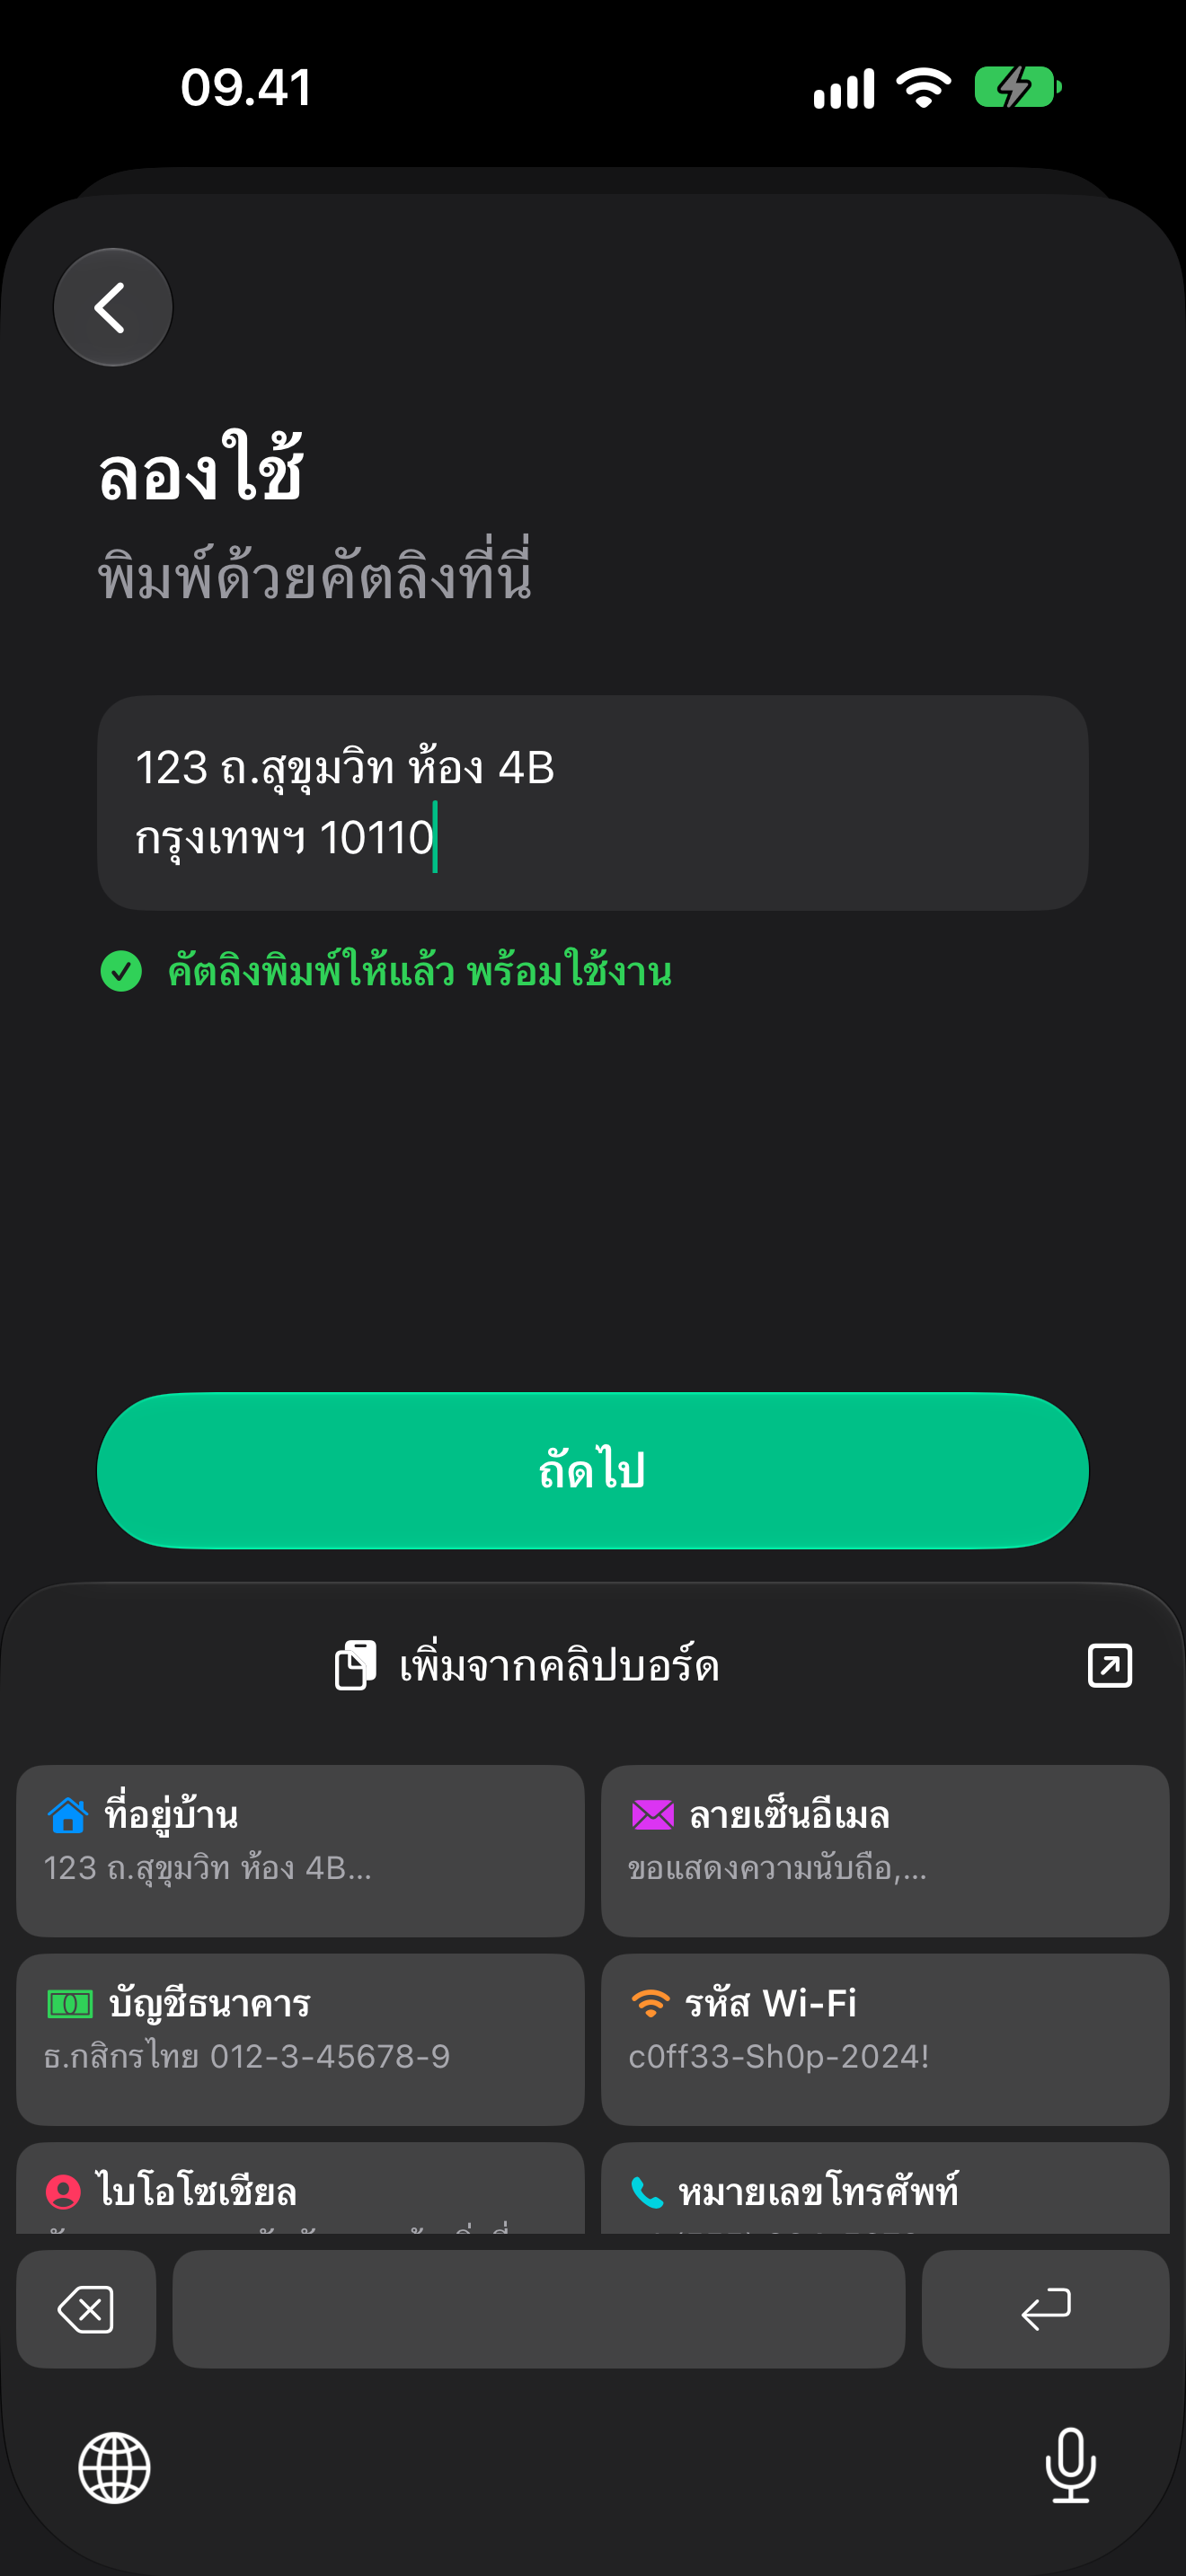 09.41
ลองใช้
พิมพ์ด้วยคัตลิงที่นี่
123 ถ.สุขุมวิท ห้อง 4B
กรุงเทพฯ 10110
คัตลิงพิมพ์ให้แล้ว พร้อมใช้งาน
ถัดไป
เพิ่มจากคลิปบอร์ด
ที่อยู่บ้าน
123 ถ.สุขุมวิท ห้อง 4B...
ลายเซ็นอีเมล
ขอแสดงความนับถือ,...
บัญชีธนาคาร
ธ.กสิกรไทย 012-3-45678-9
รหัส Wi-Fi
c0ff33-Sh0p-2024!
ไบโอโซเชียล
หมายเลขโทรศัพท์